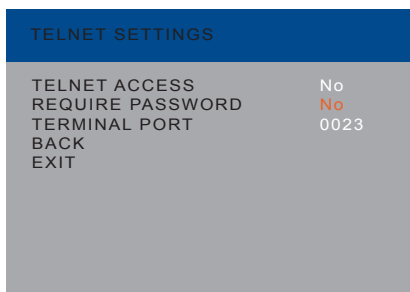 TELNET SETTINGS
TELNET ACCESS No
REQUIRE PASSWORD No
TERMINAL PORT 0023
BACK
EXIT